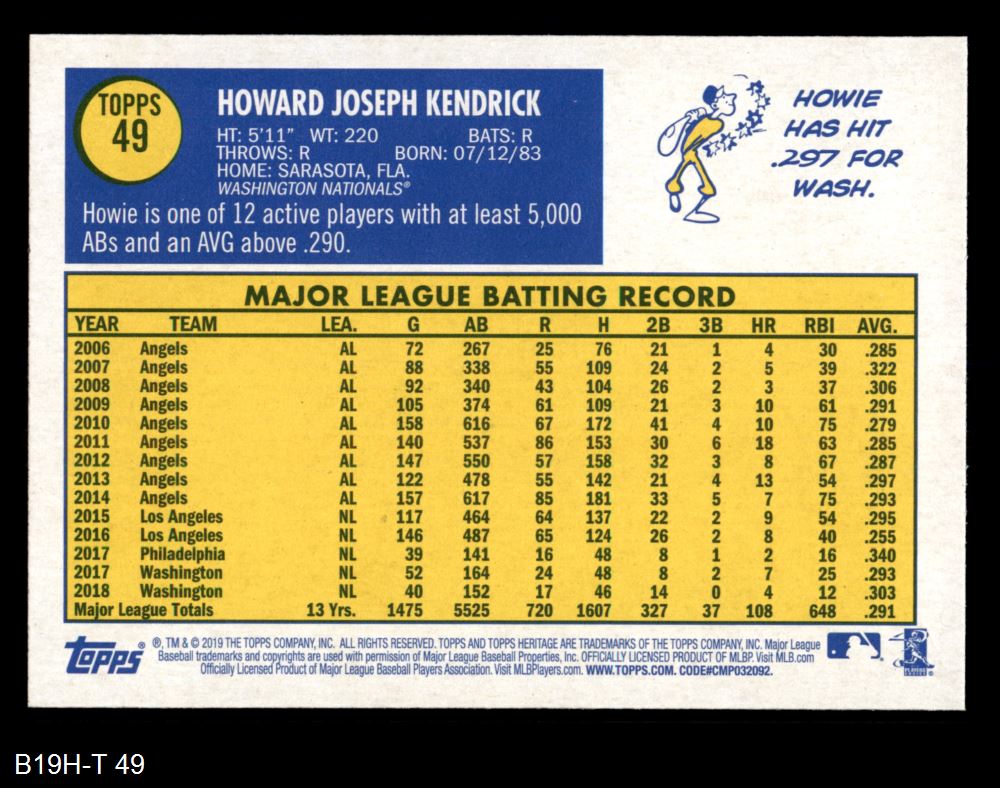 TOPPS
49
HOWARD JOSEPH KENDRICK
HT: 5'11" WT: 220 BATS: R
THROWS: R BORN: 07/12/83
HOME: SARASOTA, FLA.
WASHINGTON NATIONALS®
Howie is one of 12 active players with at least 5,000
ABs and an AVG above .290.
HOWIE
HAS HIT
.297 FOR
WASH.
MAJOR LEAGUE BATTING RECORD
YEAR TEAM LEA. G AB R H 2B 3B HR RBI AVG.
2006 Angels AL 72 267 25 76 21 1 4 30 .285
2007 Angels AL 88 338 55 109 24 2 5 39 .322
2008 Angels AL 92 340 43 104 26 2 3 37 .306
2009 Angels AL 105 374 61 109 21 3 10 61 .291
2010 Angels AL 158 616 67 172 41 4 10 75 .279
2011 Angels AL 140 537 86 153 30 6 18 63 .285
2012 Angels AL 147 550 57 158 32 3 8 67 .287
2013 Angels AL 122 478 55 142 21 4 13 54 .297
2014 Angels AL 157 617 85 181 33 5 7 75 .293
2015 Los Angeles NL 117 464 64 137 22 2 9 54 .295
2016 Los Angeles NL 146 487 65 124 26 2 8 40 .255
2017 Philadelphia NL 39 141 16 48 8 1 2 16 .340
2017 Washington NL 52 164 24 48 8 2 7 25 .293
2018 Washington NL 40 152 17 46 14 0 4 12 .303
Major League Totals 13 Yrs. 1475 5525 720 1607 327 37 108 648 .291
Topps ®, TM & © 2019 THE TOPPS COMPANY, INC. ALL RIGHTS RESERVED. TOPPS AND TOPPS HERITAGE ARE TRADEMARKS OF THE TOPPS COMPANY, INC. Major League
Baseball trademarks and copyrights are used with permission of Major League Baseball Properties, Inc. OFFICIALLY LICENSED PRODUCT OF MLBP. Visit MLB.com
Officially Licensed Product of Major League Baseball Players Association. Visit MLBPlayers.com. WWW.TOPPS.COM. CODE#CMP032092.
PLAYERS
CHOICE
B19H-T 49